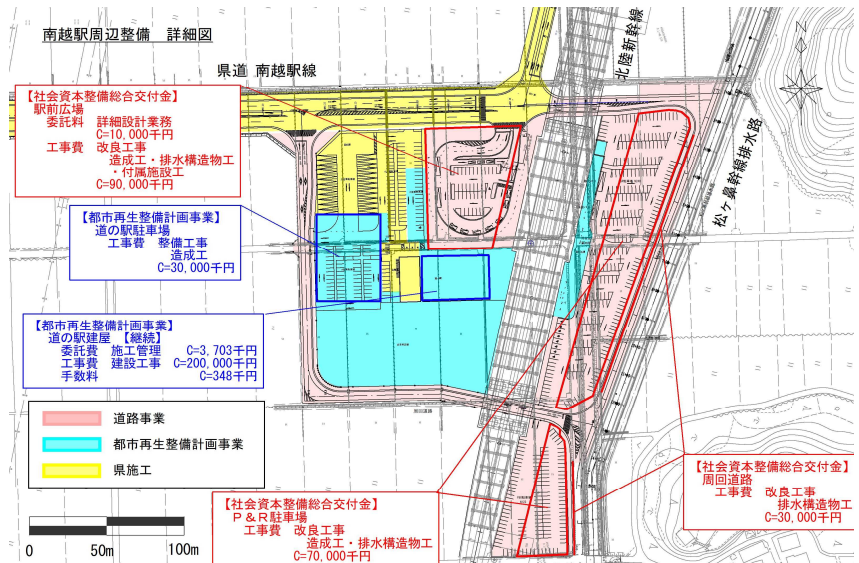 南越駅周辺整備 詳細図
県道 南越駅線
北陸新幹線
松ケ鼻幹線排水路
【社会資本整備総合交付金】
駅前広場
委託料 詳細設計業務
C=10,000千円
工事費 改良工事
造成工・排水構造物工
・付属施設工
C=90,000千円
【都市再生整備計画事業】
道の駅駐車場
工事費 整備工事
造成工
C=30,000千円
【都市再生整備計画事業】
道の駅建屋 【継続】
委託費 施工管理 C=3,703千円
工事費 建設工事 C=200,000千円
手数料 C=348千円
道路事業
都市再生整備計画事業
県施工
0 50m 100m
【社会資本整備総合交付金】
P&R駐車場
工事費 改良工事
造成工・排水構造物工
C=70,000千円
【社会資本整備総合交付金】
周回道路
工事費 改良工事
排水構造物工
C=30,000千円